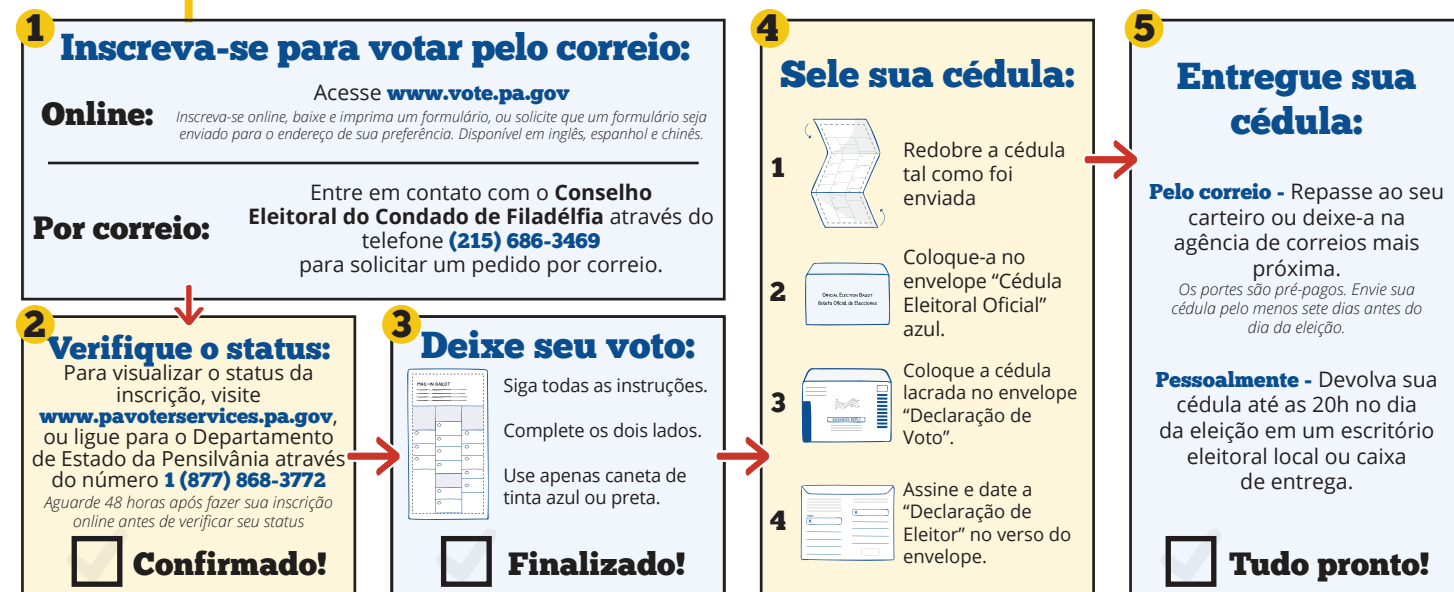 1
Inscreva-se para votar pelo correio:
Online:
Acesse www.vote.pa.gov
Inscreva-se online, baixe e imprima um formulário, ou solicite que um formulário seja
enviado para o endereço de sua preferência. Disponível em inglês, espanhol e chinês.
Por correio:
Entre em contato com o Conselho
Eleitoral do Condado de Filadélfia através do
telefone (215) 686-3469
para solicitar um pedido por correio.
2
Verifique o status:
Para visualizar o status da
inscrição, visite
www.pavoterservices.pa.gov,
ou ligue para o Departamento
de Estado da Pensilvânia através
do número 1 (877) 868-3772
Aguarde 48 horas após fazer sua inscrição
online antes de verificar seu status
Confirmado!
3
Deixe seu voto:
MAIL-IN BALLOT
Siga todas as instruções.
Complete os dois lados.
Use apenas caneta de
tinta azul ou preta.
Finalizado!
4
Sele sua cédula:
1
Redobre a cédula
tal como foi
enviada
2
Official Election Ballot
Boleta Oficial de Elecciones
Coloque-a no
envelope “Cédula
Eleitoral Oficial”
azul.
3
BUSINESS REPLY
Coloque a cédula
lacrada no envelope
“Declaração de
Voto”.
4
Assine e date a
“Declaração de
Eleitor” no verso do
envelope.
5
Entregue sua
cédula:
Pelo correio - Repasse ao seu
carteiro ou deixe-a na
agência de correios mais
próxima.
Os portes são pré-pagos. Envie sua
cédula pelo menos sete dias antes do
dia da eleição.
Pessoalmente - Devolva sua
cédula até as 20h no dia
da eleição em um escritório
eleitoral local ou caixa
de entrega.
Tudo pronto!